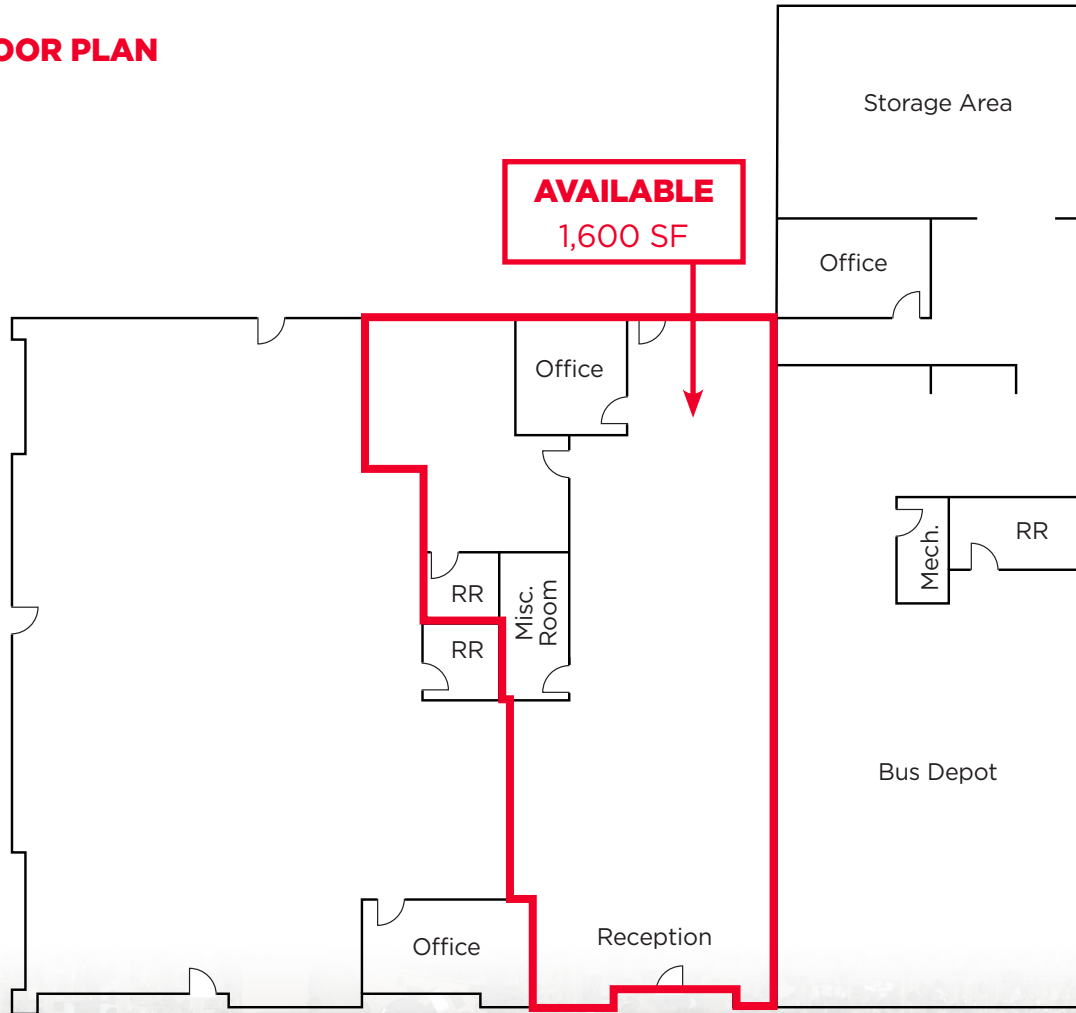 OOR PLAN
Storage Area
AVAILABLE
1,600 SF
Office
Office
RR
Mech.
RR
Misc.
Room
RR
Bus Depot
Reception
Office